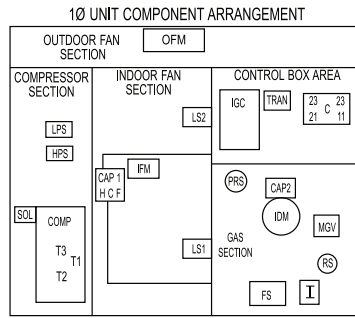 1Ø UNIT COMPONENT ARRANGEMENT
OUTDOOR FAN
SECTION
OFM
COMPRESSOR
SECTION
LPS
HPS
SOL
COMP
T3
T1
T2
INDOOR FAN
SECTION
LS2
IFM
CAP 1
H C F
LS1
CONTROL BOX AREA
IGC
TRAN
23 23
C
21 11
PRS
CAP2
IDM
MGV
GAS
SECTION
RS
FS
I